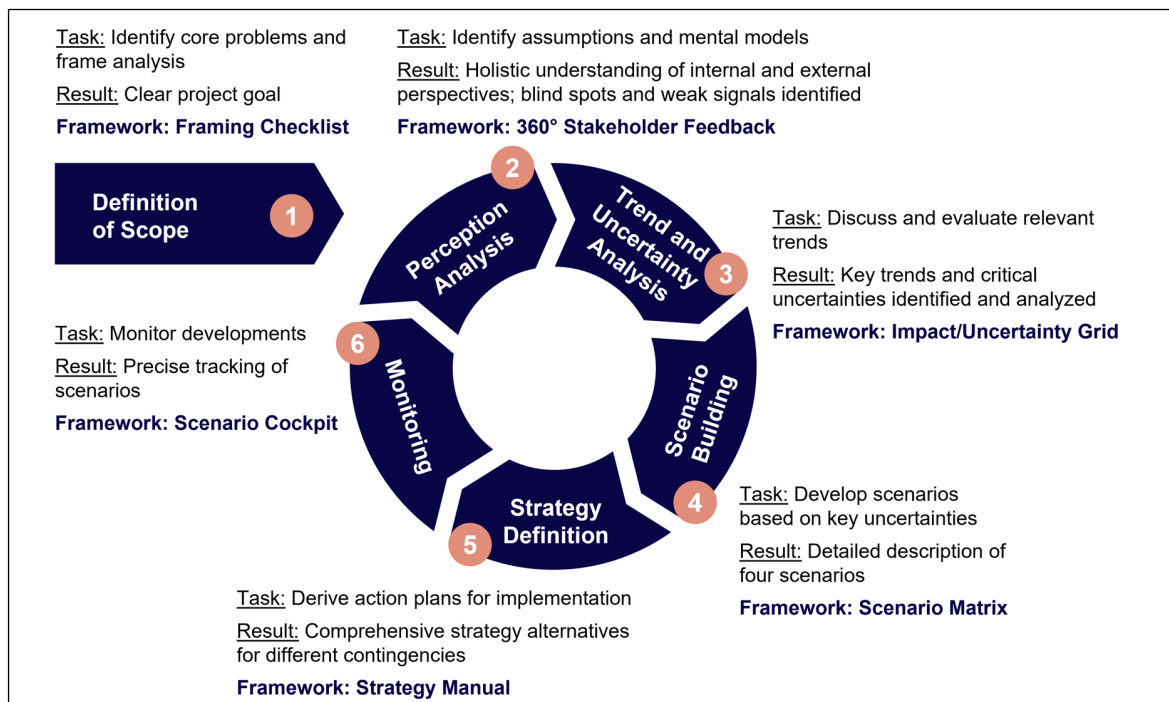 Task: Identify core problems and
frame analysis
Result: Clear project goal
Framework: Framing Checklist
Definition
of Scope
1
Task: Identify assumptions and mental models
Result: Holistic understanding of internal and external
perspectives; blind spots and weak signals identified
Framework: 360° Stakeholder Feedback
2
Perception
Analysis
Trend and
Uncertainty
Analysis
3
Task: Discuss and evaluate relevant
trends
Result: Key trends and critical
uncertainties identified and analyzed
Framework: Impact/Uncertainty Grid
Scenario
Building
4
Task: Develop scenarios
based on key uncertainties
Result: Detailed description of
four scenarios
Framework: Scenario Matrix
Strategy
Definition
5
Task: Derive action plans for implementation
Result: Comprehensive strategy alternatives
for different contingencies
Framework: Strategy Manual
Monitoring
6
Task: Monitor developments
Result: Precise tracking of
scenarios
Framework: Scenario Cockpit